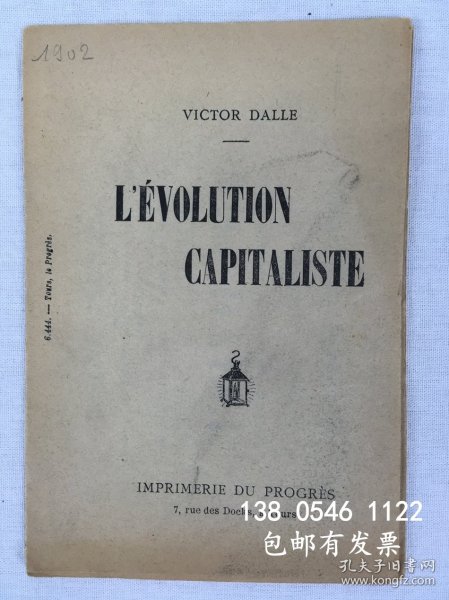 1902
VICTOR DALLE
L'ÉVOLUTION
CAPITALISTE
6.444. — Tours, le Progrès.
IMPRIMERIE DU PROGRÈS
7, rue des Docks,
138 0546 1122
包邮有发票
孔夫子旧书网
www.kongfz.com